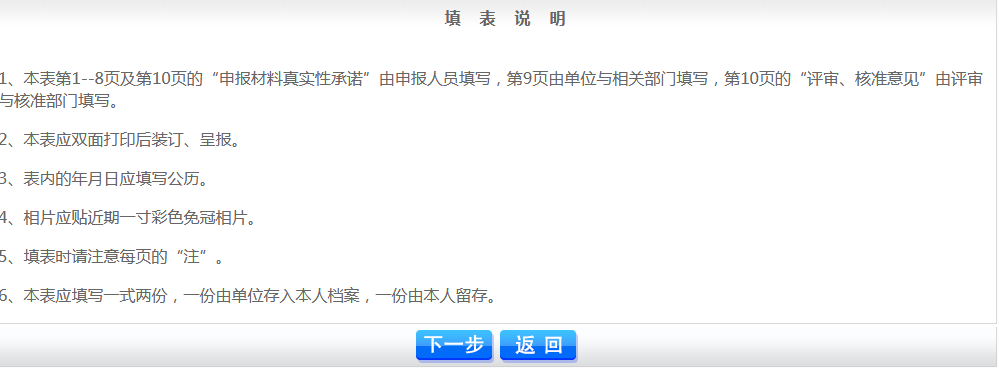 填 表 说 明
1、本表第1--8页及第10页的“申报材料真实性承诺”由申报人员填写，第9页由单位与相关部门填写，第10页的“评审、核准意见”由评审
与核准部门填写。
2、本表应双面打印后装订、呈报。
3、表内的年月日应填写公历。
4、相片应贴近期一寸彩色免冠相片。
5、填表时请注意每页的“注”。
6、本表应填写一式两份，一份由单位存入本人档案，一份由本人留存。
下一步 返 回